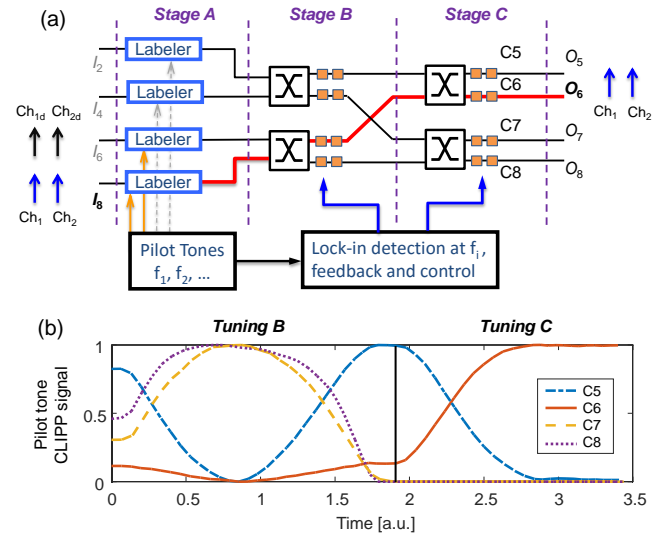 (a)
Stage A
Stage B
Stage C
I2
Labeler
C5
O5
C6
O6
I4
Labeler
Ch1d Ch2d
Ch1 Ch2
I6
Labeler
C7
O7
C8
O8
I8
Labeler
Ch1 Ch2
Pilot Tones
f1, f2, ...
Lock-in detection at fi,
feedback and control
(b)
Tuning B
Tuning C
Pilot tone
CLIPP signal
1
0.5
0
C5
C6
C7
C8
0 0.5 1 1.5 2 2.5 3 3.5
Time [a.u.]